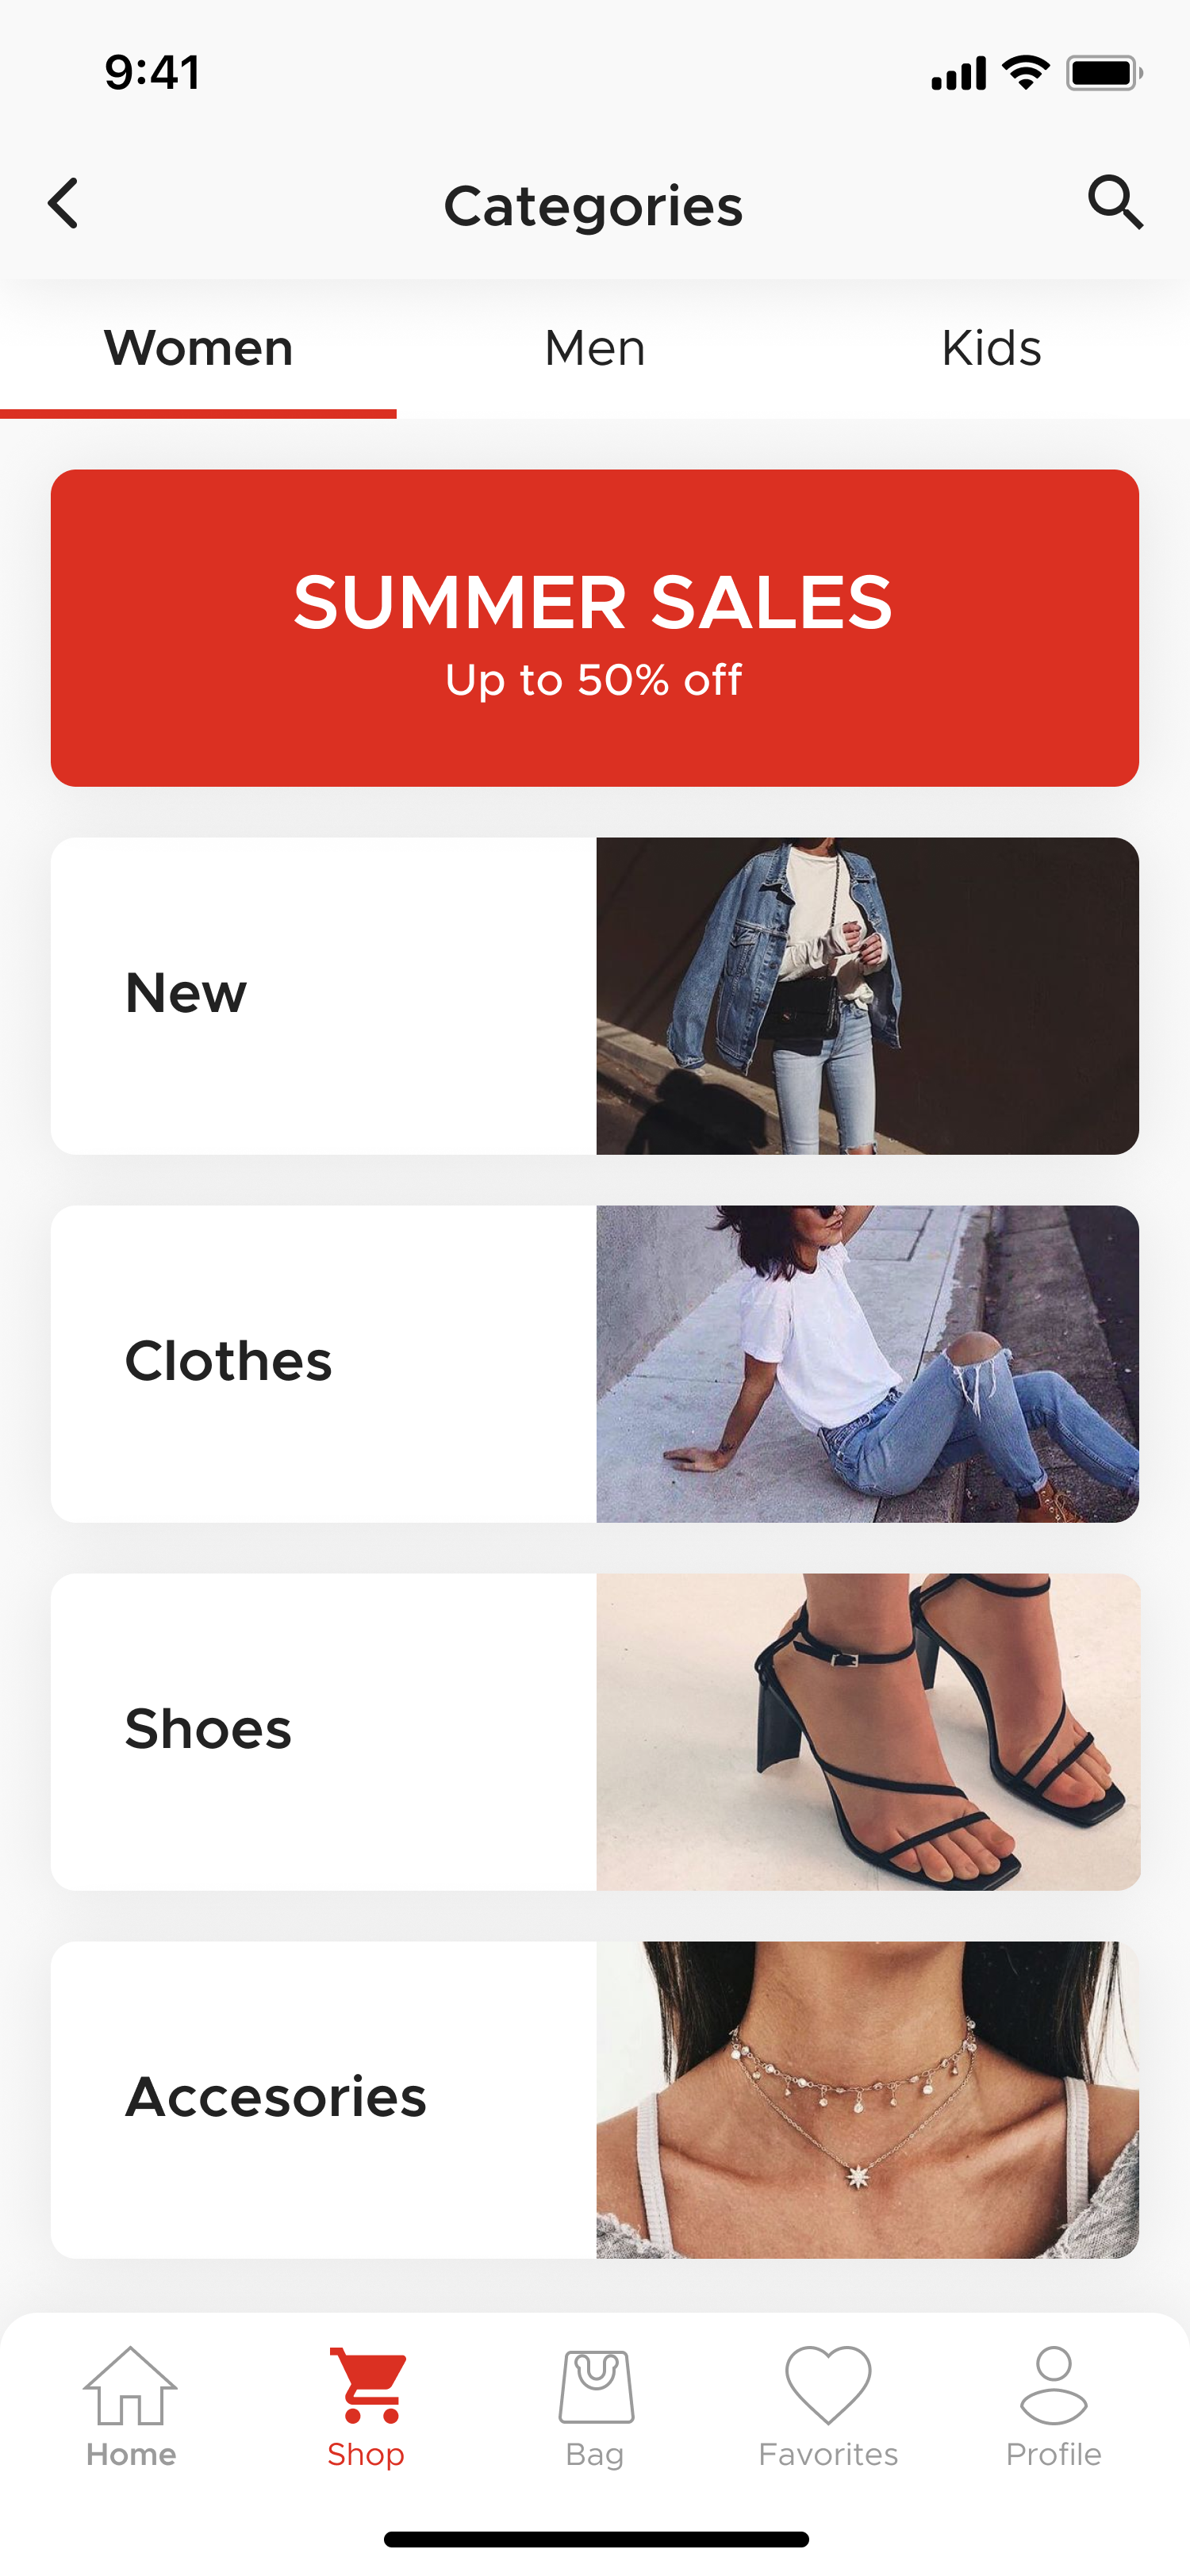 9:41
Categories
Women Men Kids
SUMMER SALES
Up to 50% off
New
Clothes
Shoes
Accesories
Home Shop Bag Favorites Profile